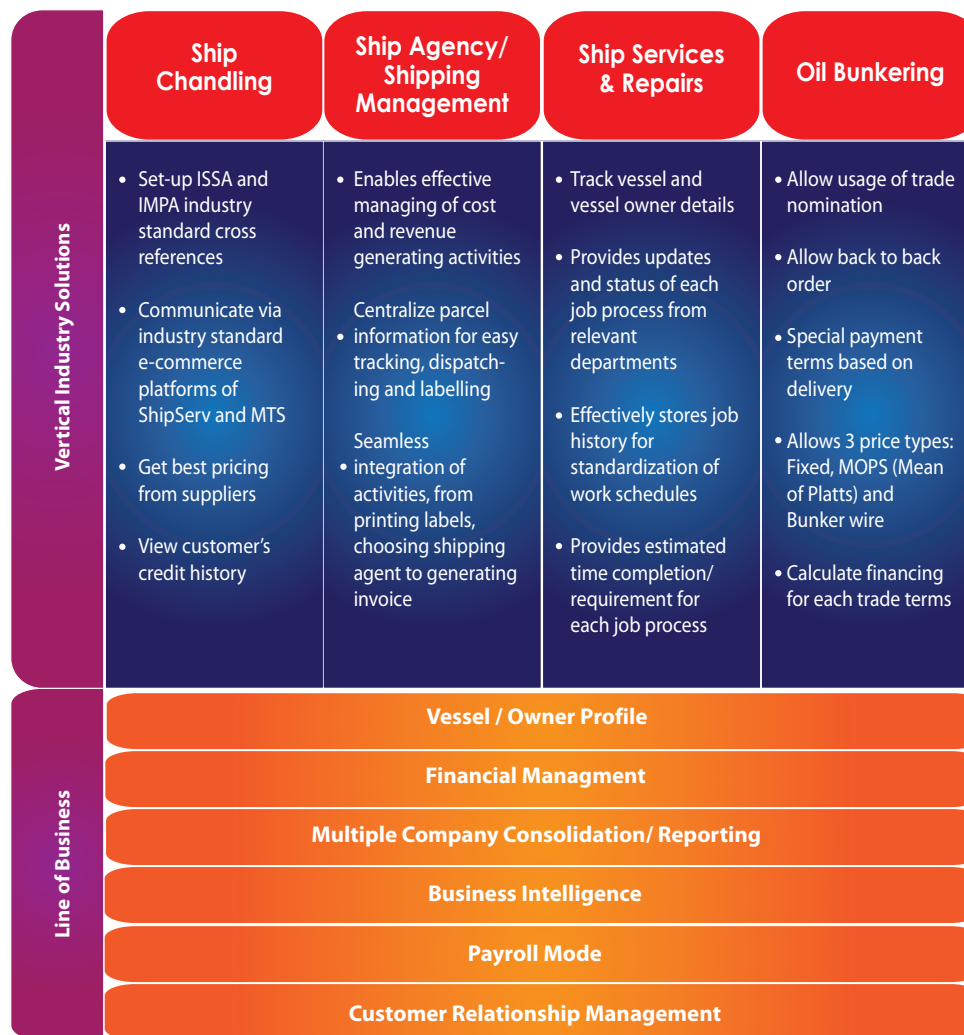 Ship
Chandling
Ship Agency/
Shipping
Management
Ship Services
& Repairs
Oil Bunkering
Vertical Industry Solutions
• Set-up ISSA and
IMPA industry
standard cross
references
• Communicate via
industry standard
e-commerce
platforms of
ShipServ and MTS
• Get best pricing
from suppliers
• View customer's
credit history
• Enables effective
managing of cost
and revenue
generating activities
Centralize parcel
• information for easy
tracking, dispatch-
ing and labelling
Seamless
• integration of
activities, from
printing labels,
choosing shipping
agent to generating
invoice
• Track vessel and
vessel owner details
• Provides updates
and status of each
job process from
relevant
departments
• Effectively stores job
history for
standardization of
work schedules
• Provides estimated
time completion/
requirement for
each job process
• Allow usage of trade
nomination
• Allow back to back
order
• Special payment
terms based on
delivery
• Allows 3 price types:
Fixed, MOPS (Mean
of Platts) and
Bunker wire
• Calculate financing
for each trade terms
Line of Business
Vessel / Owner Profile
Financial Managment
Multiple Company Consolidation/ Reporting
Business Intelligence
Payroll Mode
Customer Relationship Management